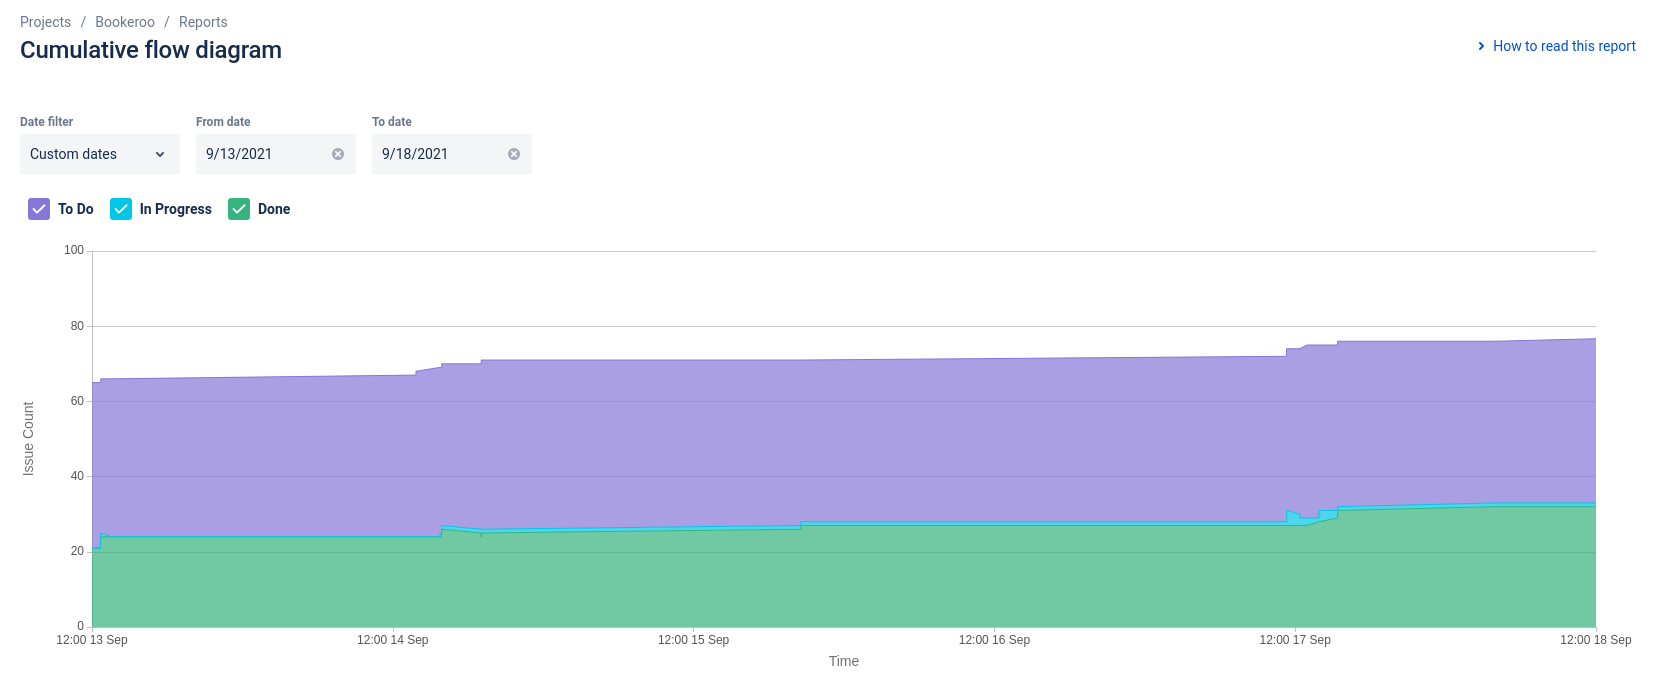 Projects / Bookeroo / Reports
Cumulative flow diagram
How to read this report
Date filter
From date
To date
Custom dates
9/13/2021
9/18/2021
To Do
In Progress
Done
100
80
60
40
20
0
Issue Count
12:00 13 Sep
12:00 14 Sep
12:00 15 Sep
12:00 16 Sep
12:00 17 Sep
12:00 18 Sep
Time